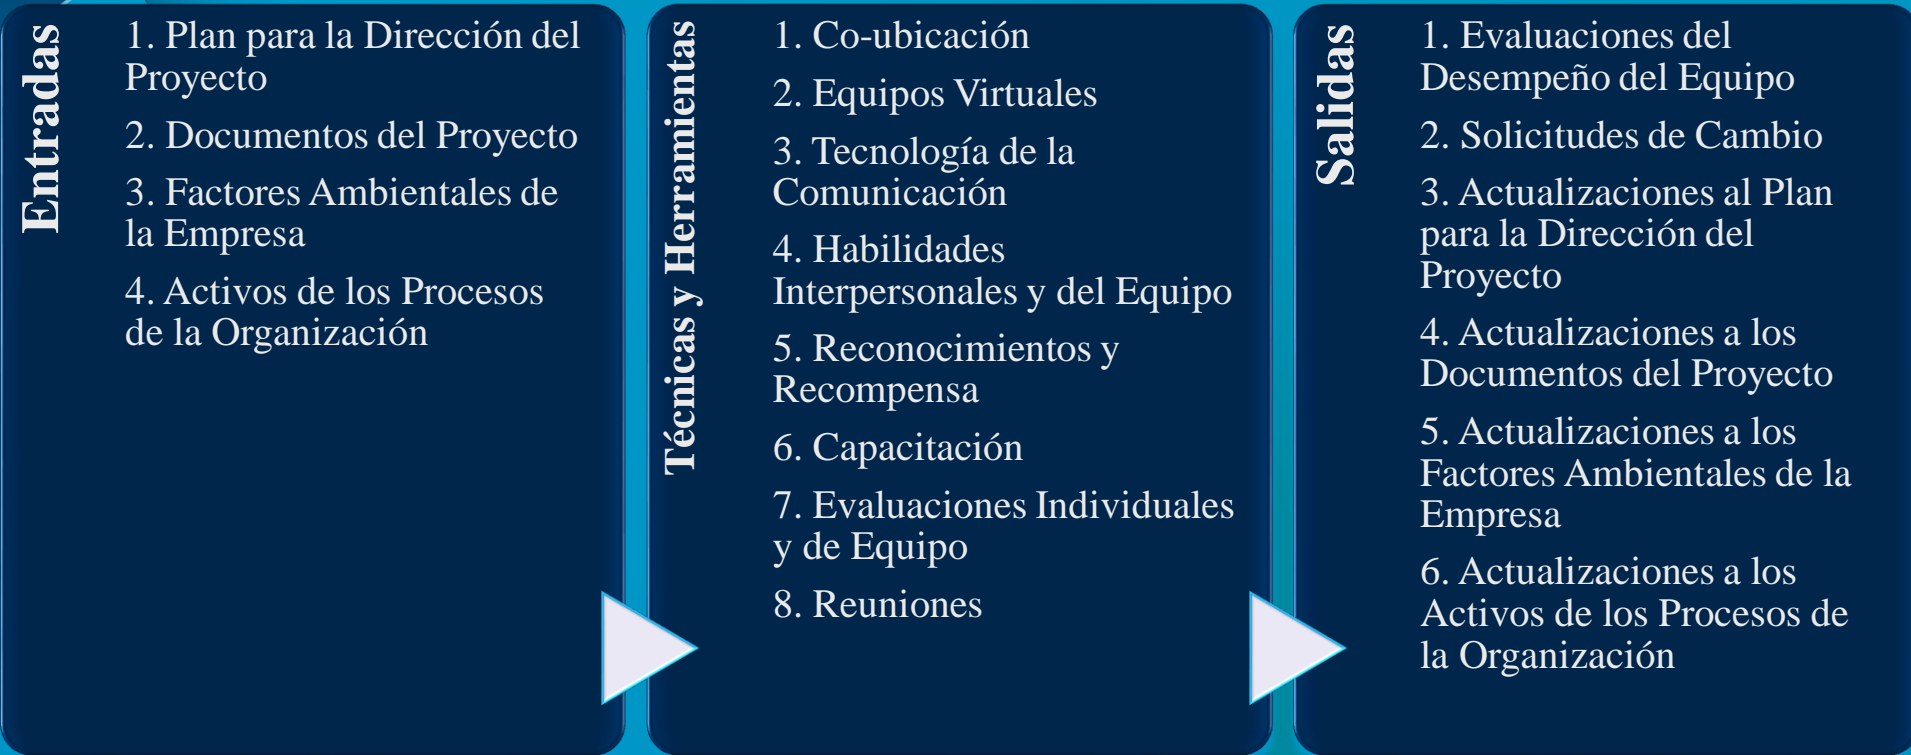 Entradas
1. Plan para la Dirección del
Proyecto
2. Documentos del Proyecto
3. Factores Ambientales de
la Empresa
4. Activos de los Procesos
de la Organización
Técnicas y Herramientas
1. Co-ubicación
2. Equipos Virtuales
3. Tecnología de la
Comunicación
4. Habilidades
Interpersonales y del Equipo
5. Reconocimientos y
Recompensa
6. Capacitación
7. Evaluaciones Individuales
y de Equipo
8. Reuniones
Salidas
1. Evaluaciones del
Desempeño del Equipo
2. Solicitudes de Cambio
3. Actualizaciones al Plan
para la Dirección del
Proyecto
4. Actualizaciones a los
Documentos del Proyecto
5. Actualizaciones a los
Factores Ambientales de la
Empresa
6. Actualizaciones a los
Activos de los Procesos de
la Organización